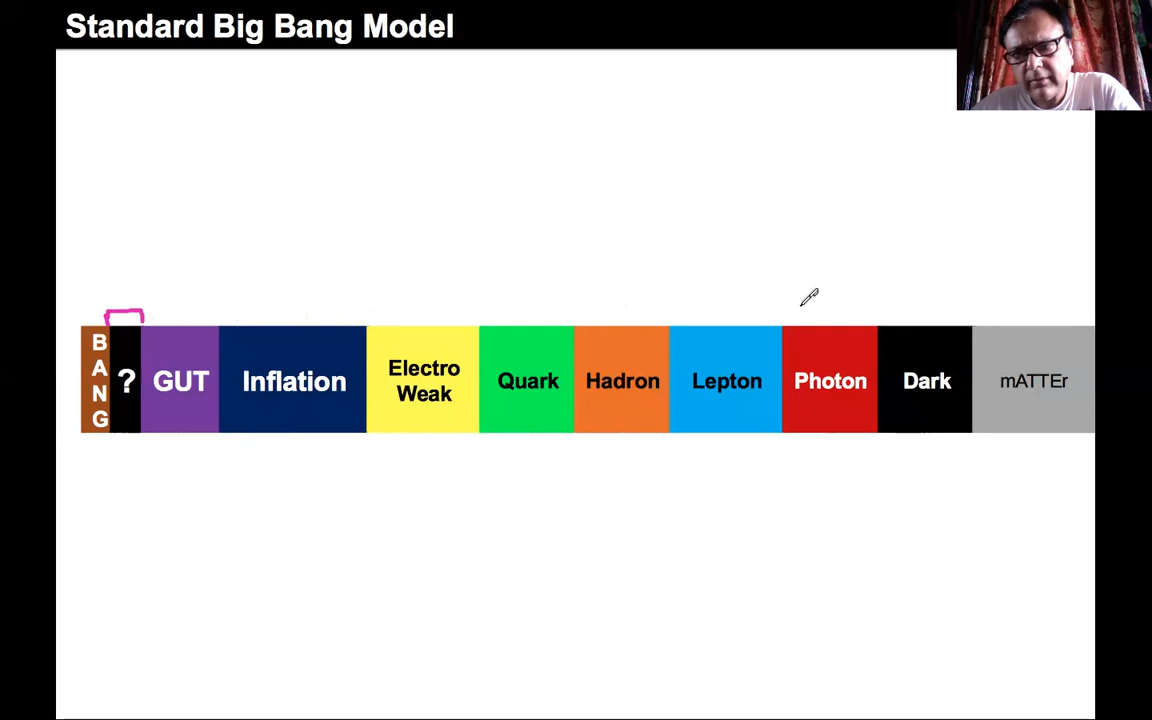 Standard Big Bang Model
B
A
N
G
?
GUT
Inflation
Electro
Weak
Quark
Hadron
Lepton
Photon
Dark
mATTEr